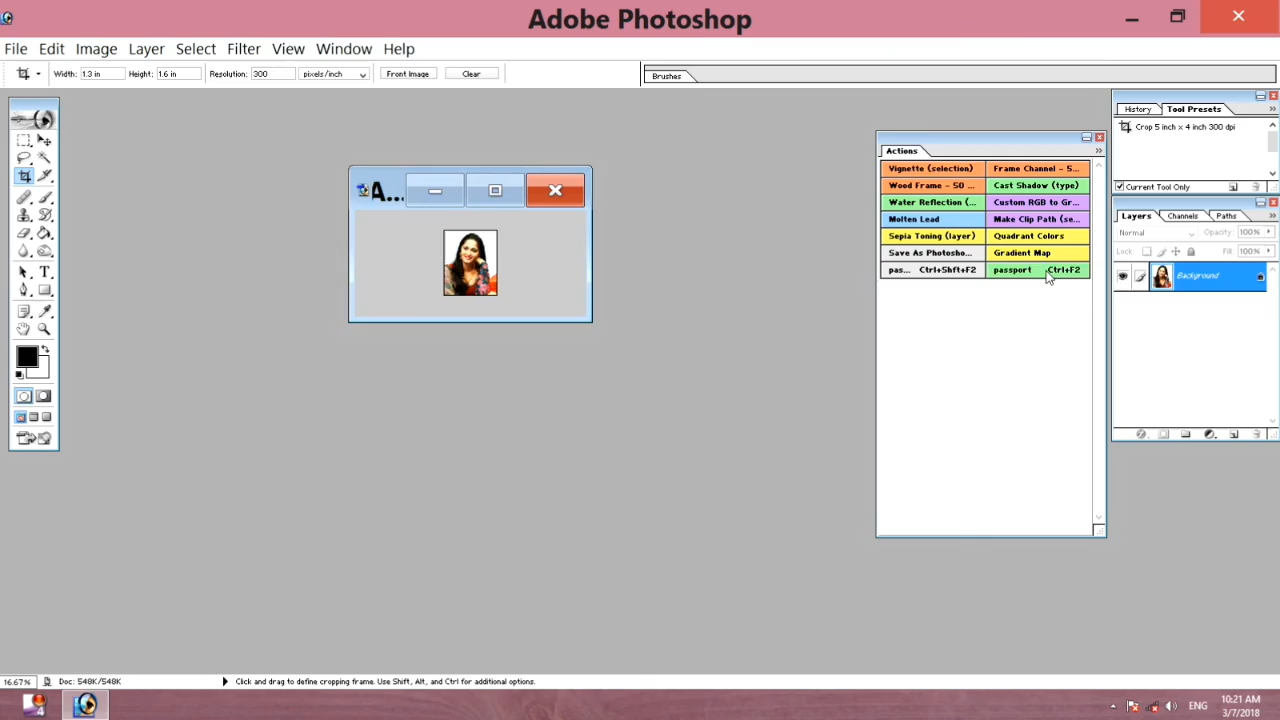 Adobe Photoshop
File Edit Image Layer Select Filter View Window Help
Width: 1.3 in Height: 1.6 in Resolution: 300 pixels/inch Front Image Clear
Brushes
History Tool Presets
Crop 5 inch x 4 inch 300 dpi
Current Tool Only
A...
Actions
Vignette (selection) Frame Channel - 5...
Wood Frame - 50 ... Cast Shadow (type)
Water Reflection (... Custom RGB to Gr...
Molten Lead Make Clip Path (se...
Sepia Toning (layer) Quadrant Colors
Save As Photosho... Gradient Map
pas... Ctrl+Shft+F2 passport Ctrl+F2
Layers Channels Paths
Normal Opacity: 100%
Lock: Fill: 100%
Background
16.67% Doc: 548K/548K Click and drag to define cropping frame. Use Shift, Alt, and Ctrl for additional options.
ENG
10:21 AM
3/7/2018